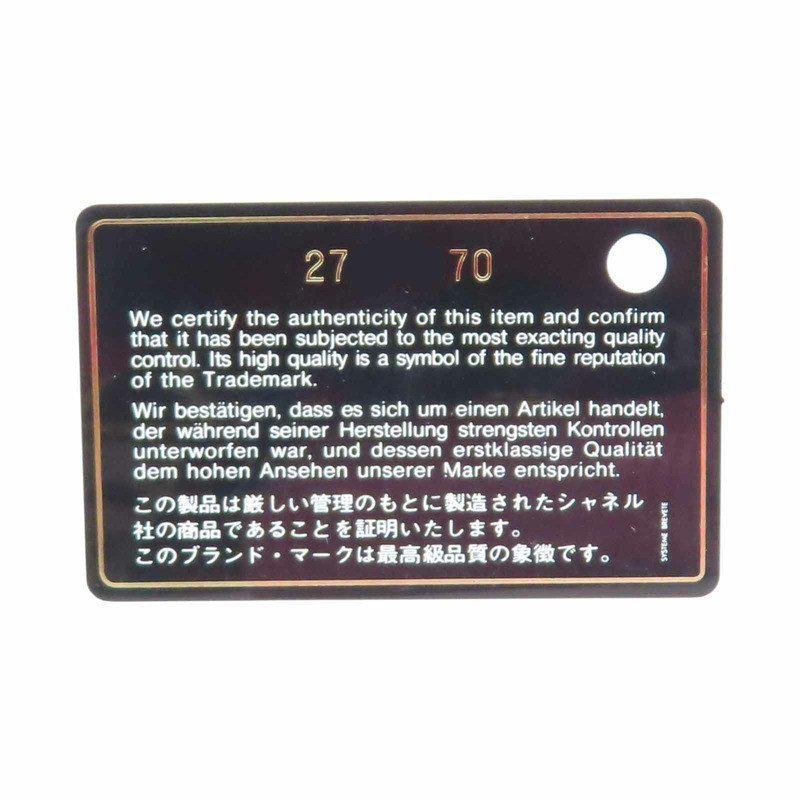 27 70
We certify the authenticity of this item and confirm
that it has been subjected to the most exacting quality
control. Its high quality is a symbol of the fine reputation
of the Trademark.
Wir bestätigen, dass es sich um einen Artikel handelt,
der während seiner Herstellung strengsten Kontrollen
unterworfen war, und dessen erstklassige Qualität
dem hohen Ansehen unserer Marke entspricht.
この製品は厳しい管理のもとに製造されたシャネル
社の商品であることを証明いたします。
このブランド・マークは最高級品質の象徴です。
SYSTEME BREVETE